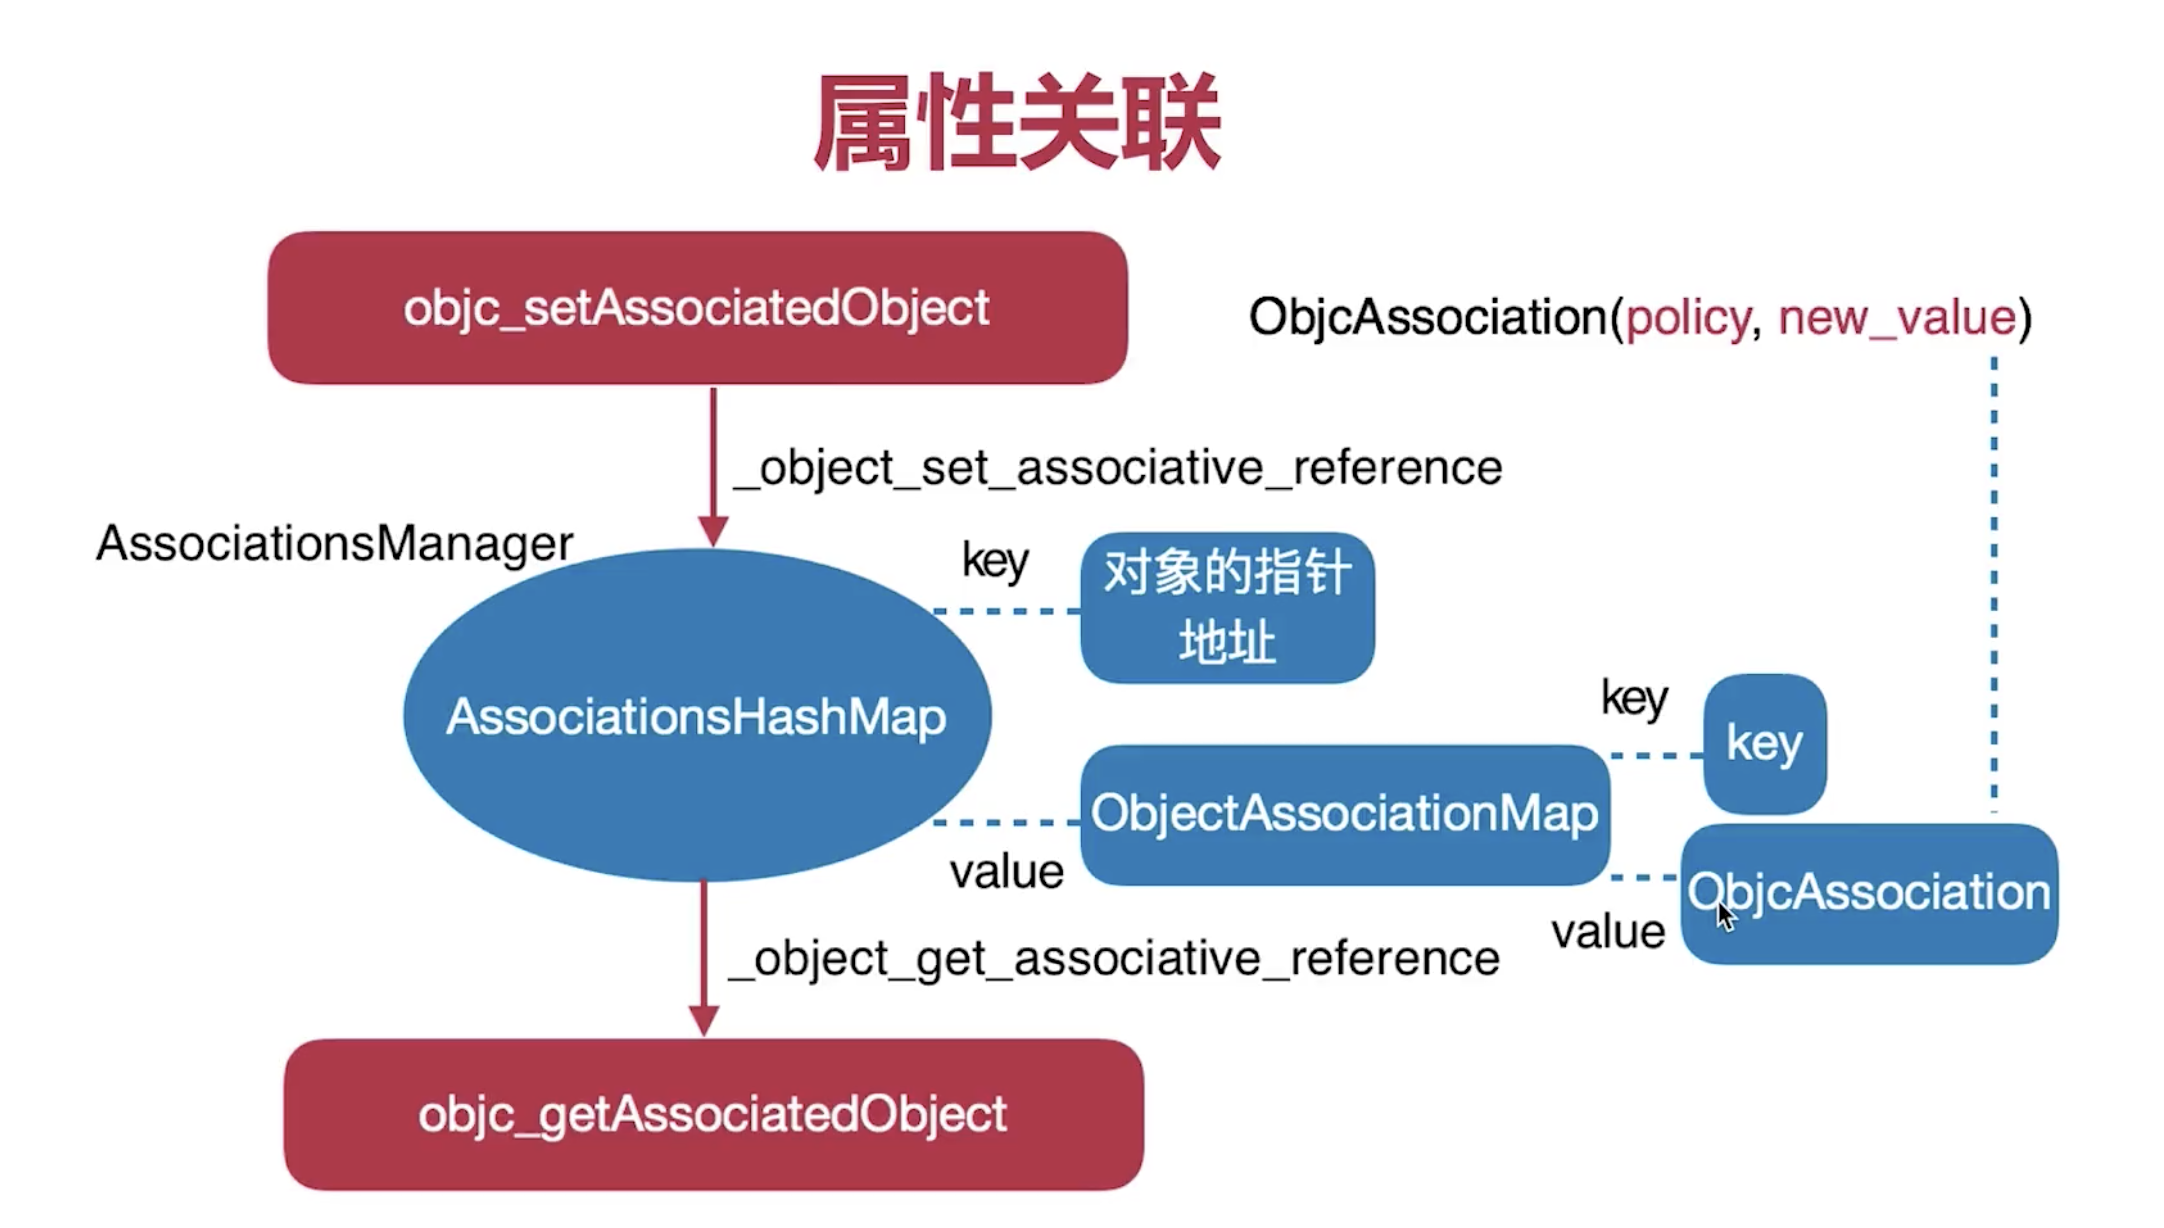 属性关联
objc_setAssociatedObject
ObjcAssociation(policy, new_value)
_object_set_associative_reference
AssociationsManager
key
对象的指针
地址
AssociationsHashMap
key
key
ObjectAssociationMap
value
ObjcAssociation
value
_object_get_associative_reference
objc_getAssociatedObject